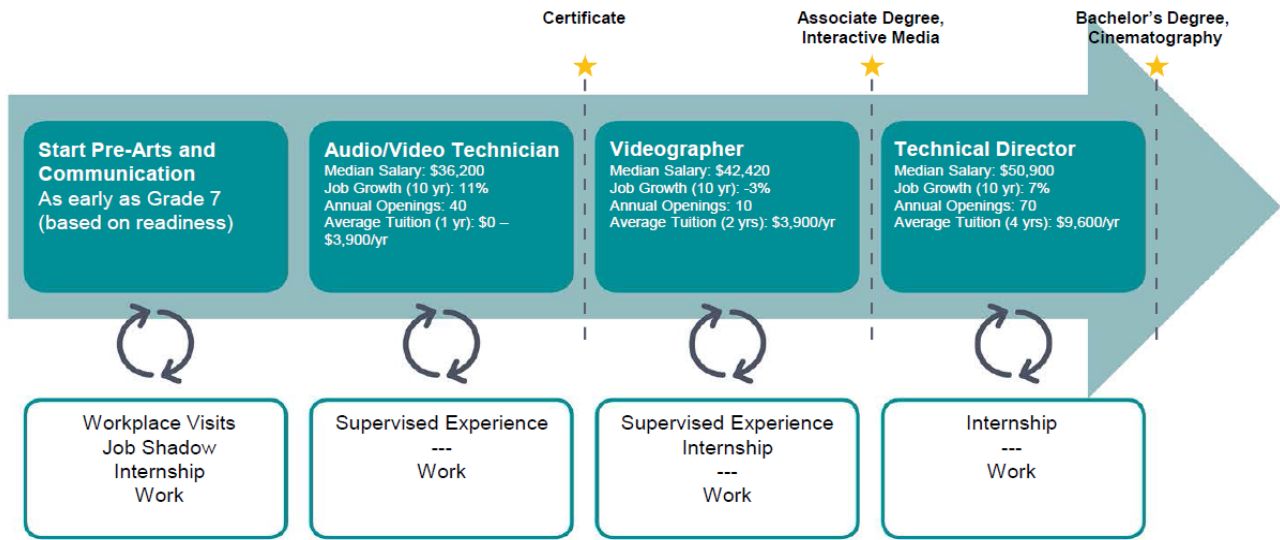 Certificate
Associate Degree,
Interactive Media
Bachelor's Degree,
Cinematography
Start Pre-Arts and
Communication
As early as Grade 7
(based on readiness)
Audio/Video Technician
Median Salary: $36,200
Job Growth (10 yr): 11%
Annual Openings: 40
Average Tuition (1 yr): $0 –
$3,900/yr
Videographer
Median Salary: $42,420
Job Growth (10 yr): -3%
Annual Openings: 10
Average Tuition (2 yrs): $3,900/yr
Technical Director
Median Salary: $50,900
Job Growth (10 yr): 7%
Annual Openings: 70
Average Tuition (4 yrs): $9,600/yr
Workplace Visits
Job Shadow
Internship
Work
Supervised Experience
---
Work
Supervised Experience
Internship
---
Work
Internship
---
Work